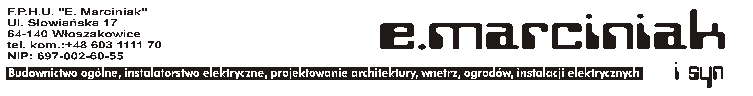 F.P.H.U. "E. Marciniak"
Ul. Słowiańska 17
64-140 Włoszakowice
tel. kom.:+48 603 1111 70
NIP: 697-002-60-55
e.marciniak
i syn
Budownictwo ogólne, instalatorstwo elektryczne, projektowanie architektury, wnetrz, ogrodów, instalacji elektrycznych